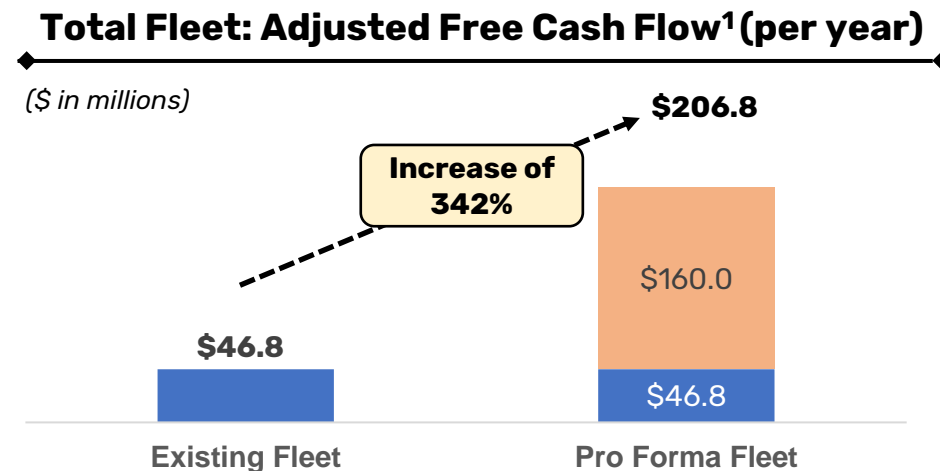 Total Fleet: Adjusted Free Cash Flow¹ (per year)
($ in millions)
$206.8
Increase of
342%
$160.0
$46.8
$46.8
Existing Fleet
Pro Forma Fleet